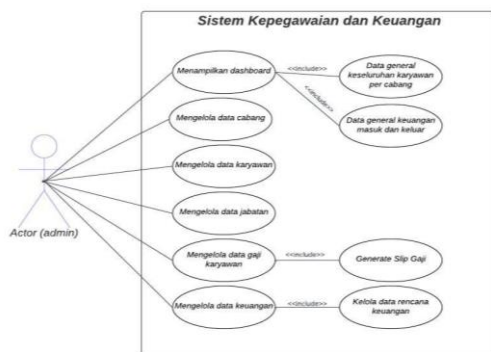 Sistem Kepegawaian dan Keuangan
Menampilkan dashboard
<<include>>
Data general
keseluruhan karyawan
per cabang
<<include>>
Data general keuangan
masuk dan keluar
Mengelola data cabang
Mengelola data karyawan
Mengelola data jabatan
Actor (admin)
Mengelola data gaji
karyawan
<<include>>
Generate Slip Gaji
Mengelola data keuangan
<<include>>
Kelola data rencana
keuangan